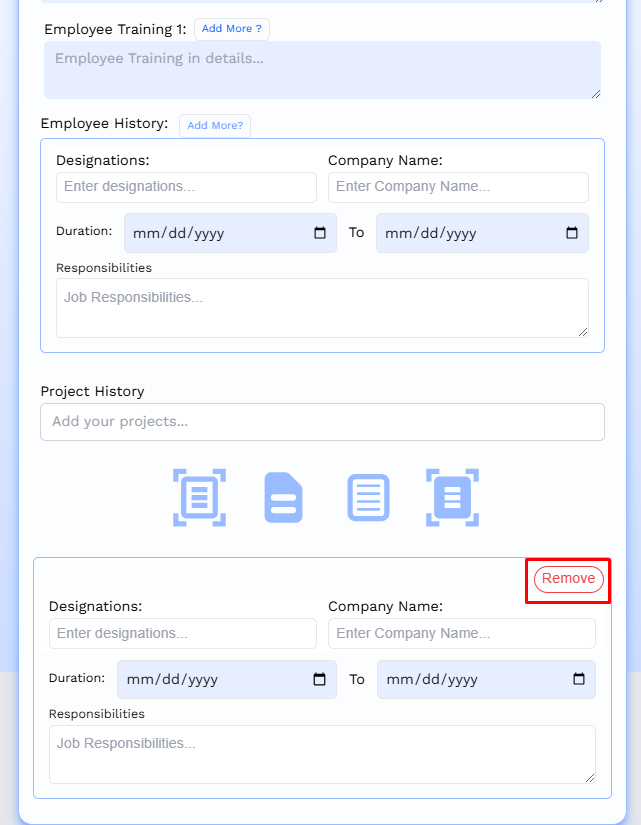 Employee Training 1: Add More ?
Employee Training in details...
Employee History: Add More?
Designations: Company Name:
Enter designations... Enter Company Name...
Duration: mm/dd/yyyy To mm/dd/yyyy
Responsibilities
Job Responsibilities...
Project History
Add your projects...
Remove
Designations: Company Name:
Enter designations... Enter Company Name...
Duration: mm/dd/yyyy To mm/dd/yyyy
Responsibilities
Job Responsibilities...